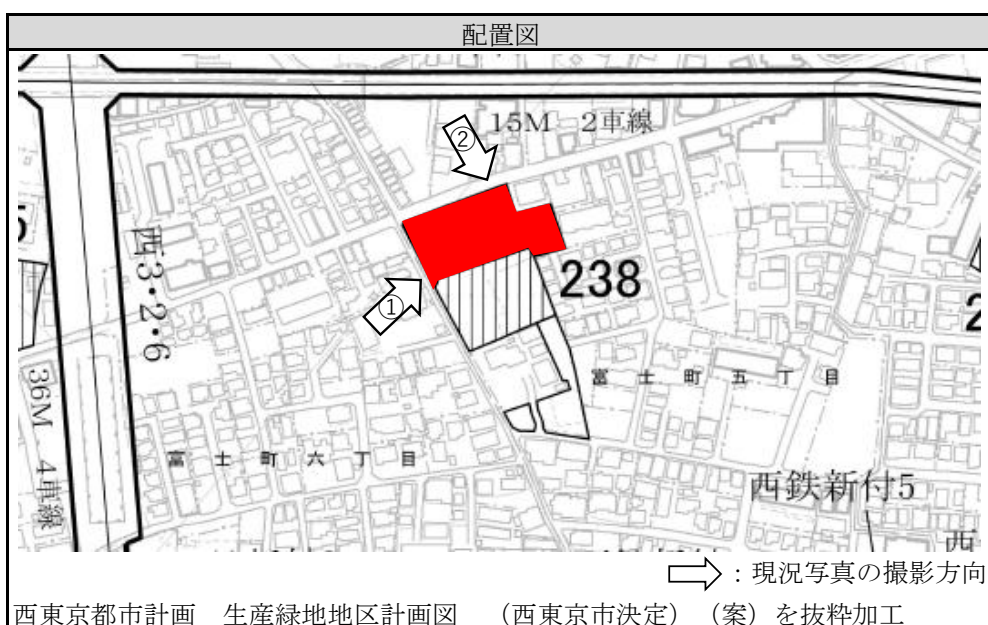 配置図
15M 2車線
②
西3・2・6
238
①
富士町五丁目
36M 4車線
富士町六丁目
西鉄新付5
西
：現況写真の撮影方向
西東京都市計画 生産緑地地区計画図 （西東京市決定）（案）を抜粋加工